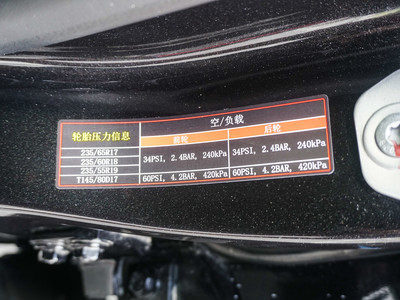 轮胎压力信息
空/负载
前轮 后轮
235/65R17
235/60R18 34PSI, 2.4BAR, 240kPa 34PSI, 2.4BAR, 240kPa
235/55R19
T145/80D17 60PSI, 4.2BAR, 420kPa 60PSI, 4.2BAR, 420kPa